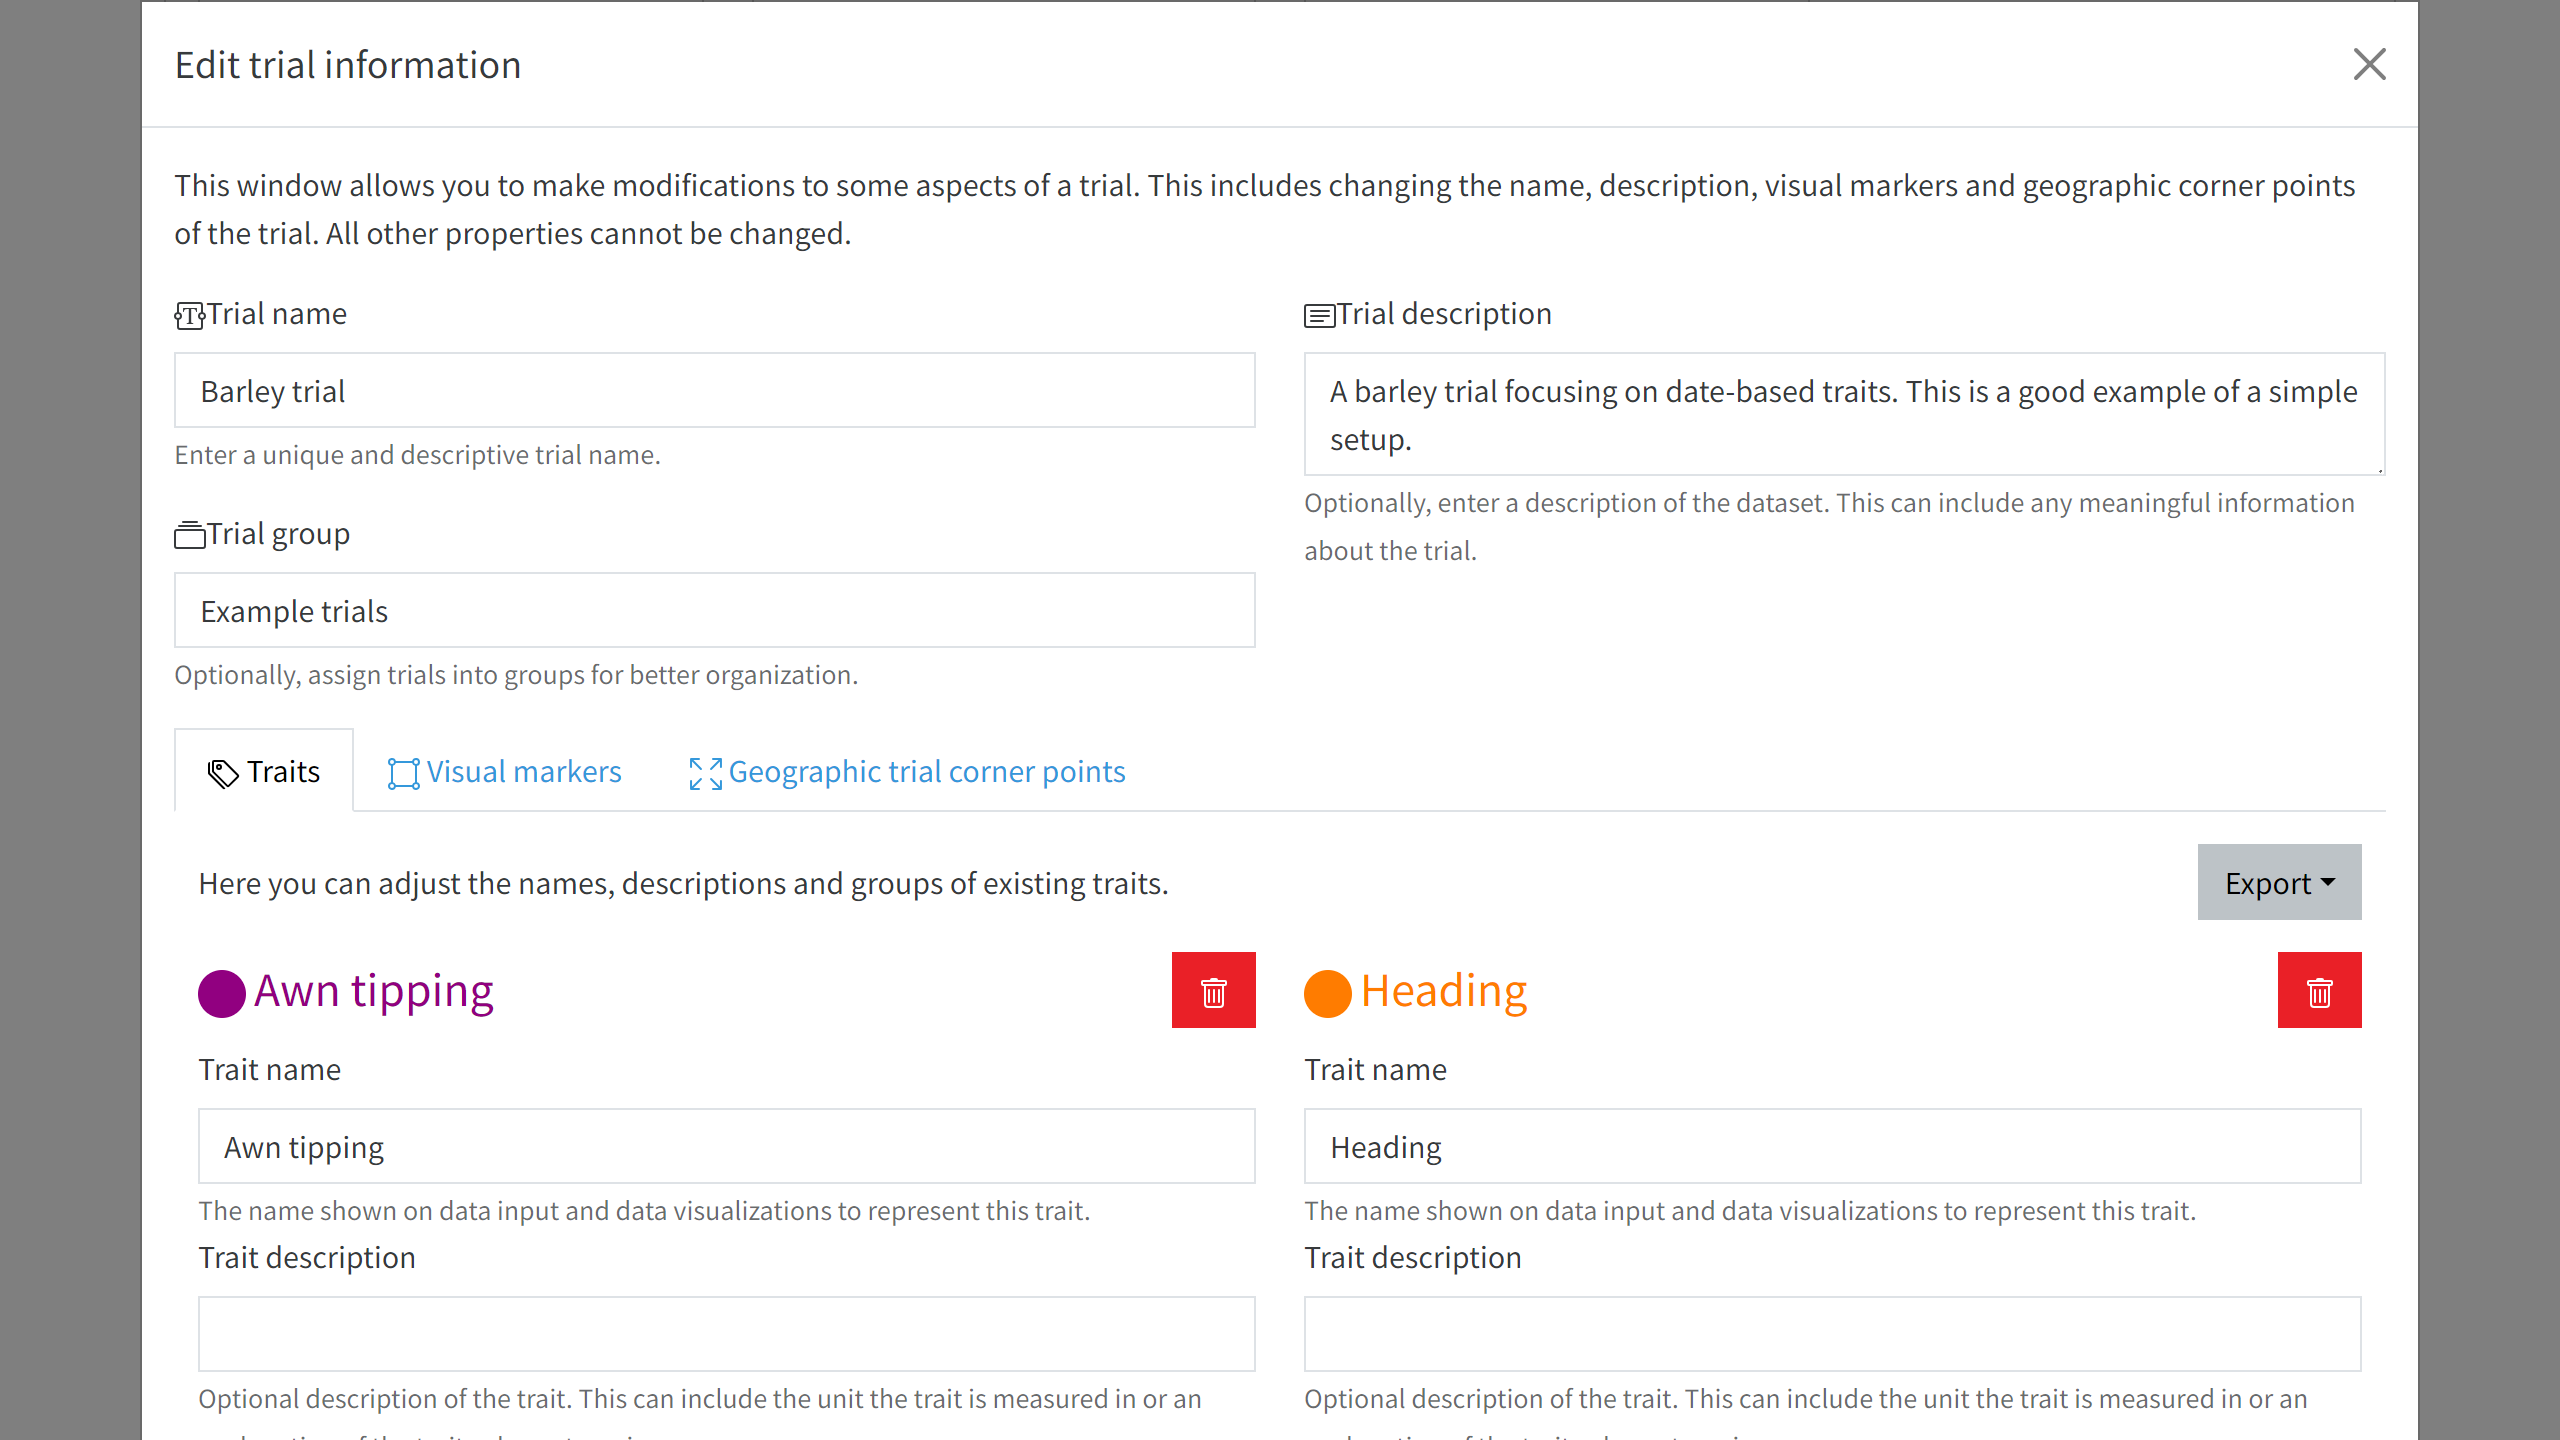 Edit trial information
This window allows you to make modifications to some aspects of a trial. This includes changing the name, description, visual markers and geographic corner points
of the trial. All other properties cannot be changed.
Trial name
Barley trial
Enter a unique and descriptive trial name.
Trial group
Example trials
Optionally, assign trials into groups for better organization.
Trial description
A barley trial focusing on date-based traits. This is a good example of a simple
setup.
Optionally, enter a description of the dataset. This can include any meaningful information
about the trial.
Traits
Visual markers
Geographic trial corner points
Here you can adjust the names, descriptions and groups of existing traits.
Export
Awn tipping
Trait name
Awn tipping
The name shown on data input and data visualizations to represent this trait.
Trait description
Optional description of the trait. This can include the unit the trait is measured in or an
Heading
Trait name
Heading
The name shown on data input and data visualizations to represent this trait.
Trait description
Optional description of the trait. This can include the unit the trait is measured in or an